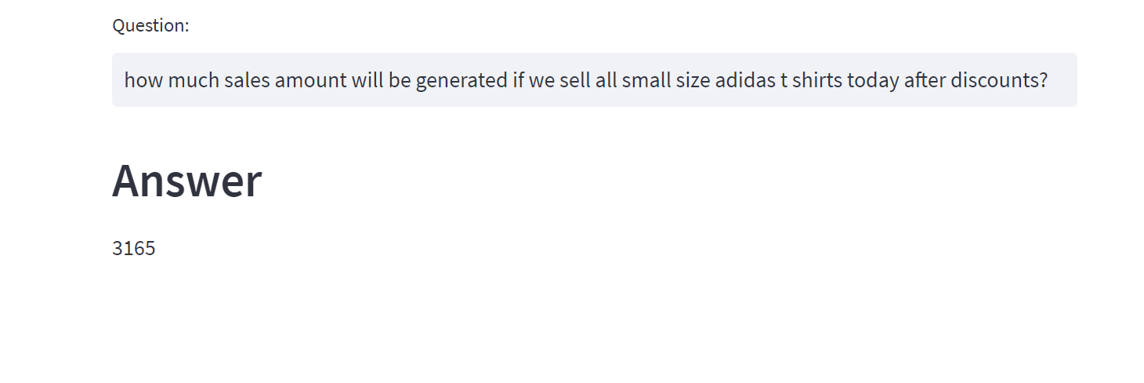 Question:
how much sales amount will be generated if we sell all small size adidas t shirts today after discounts?
Answer
3165